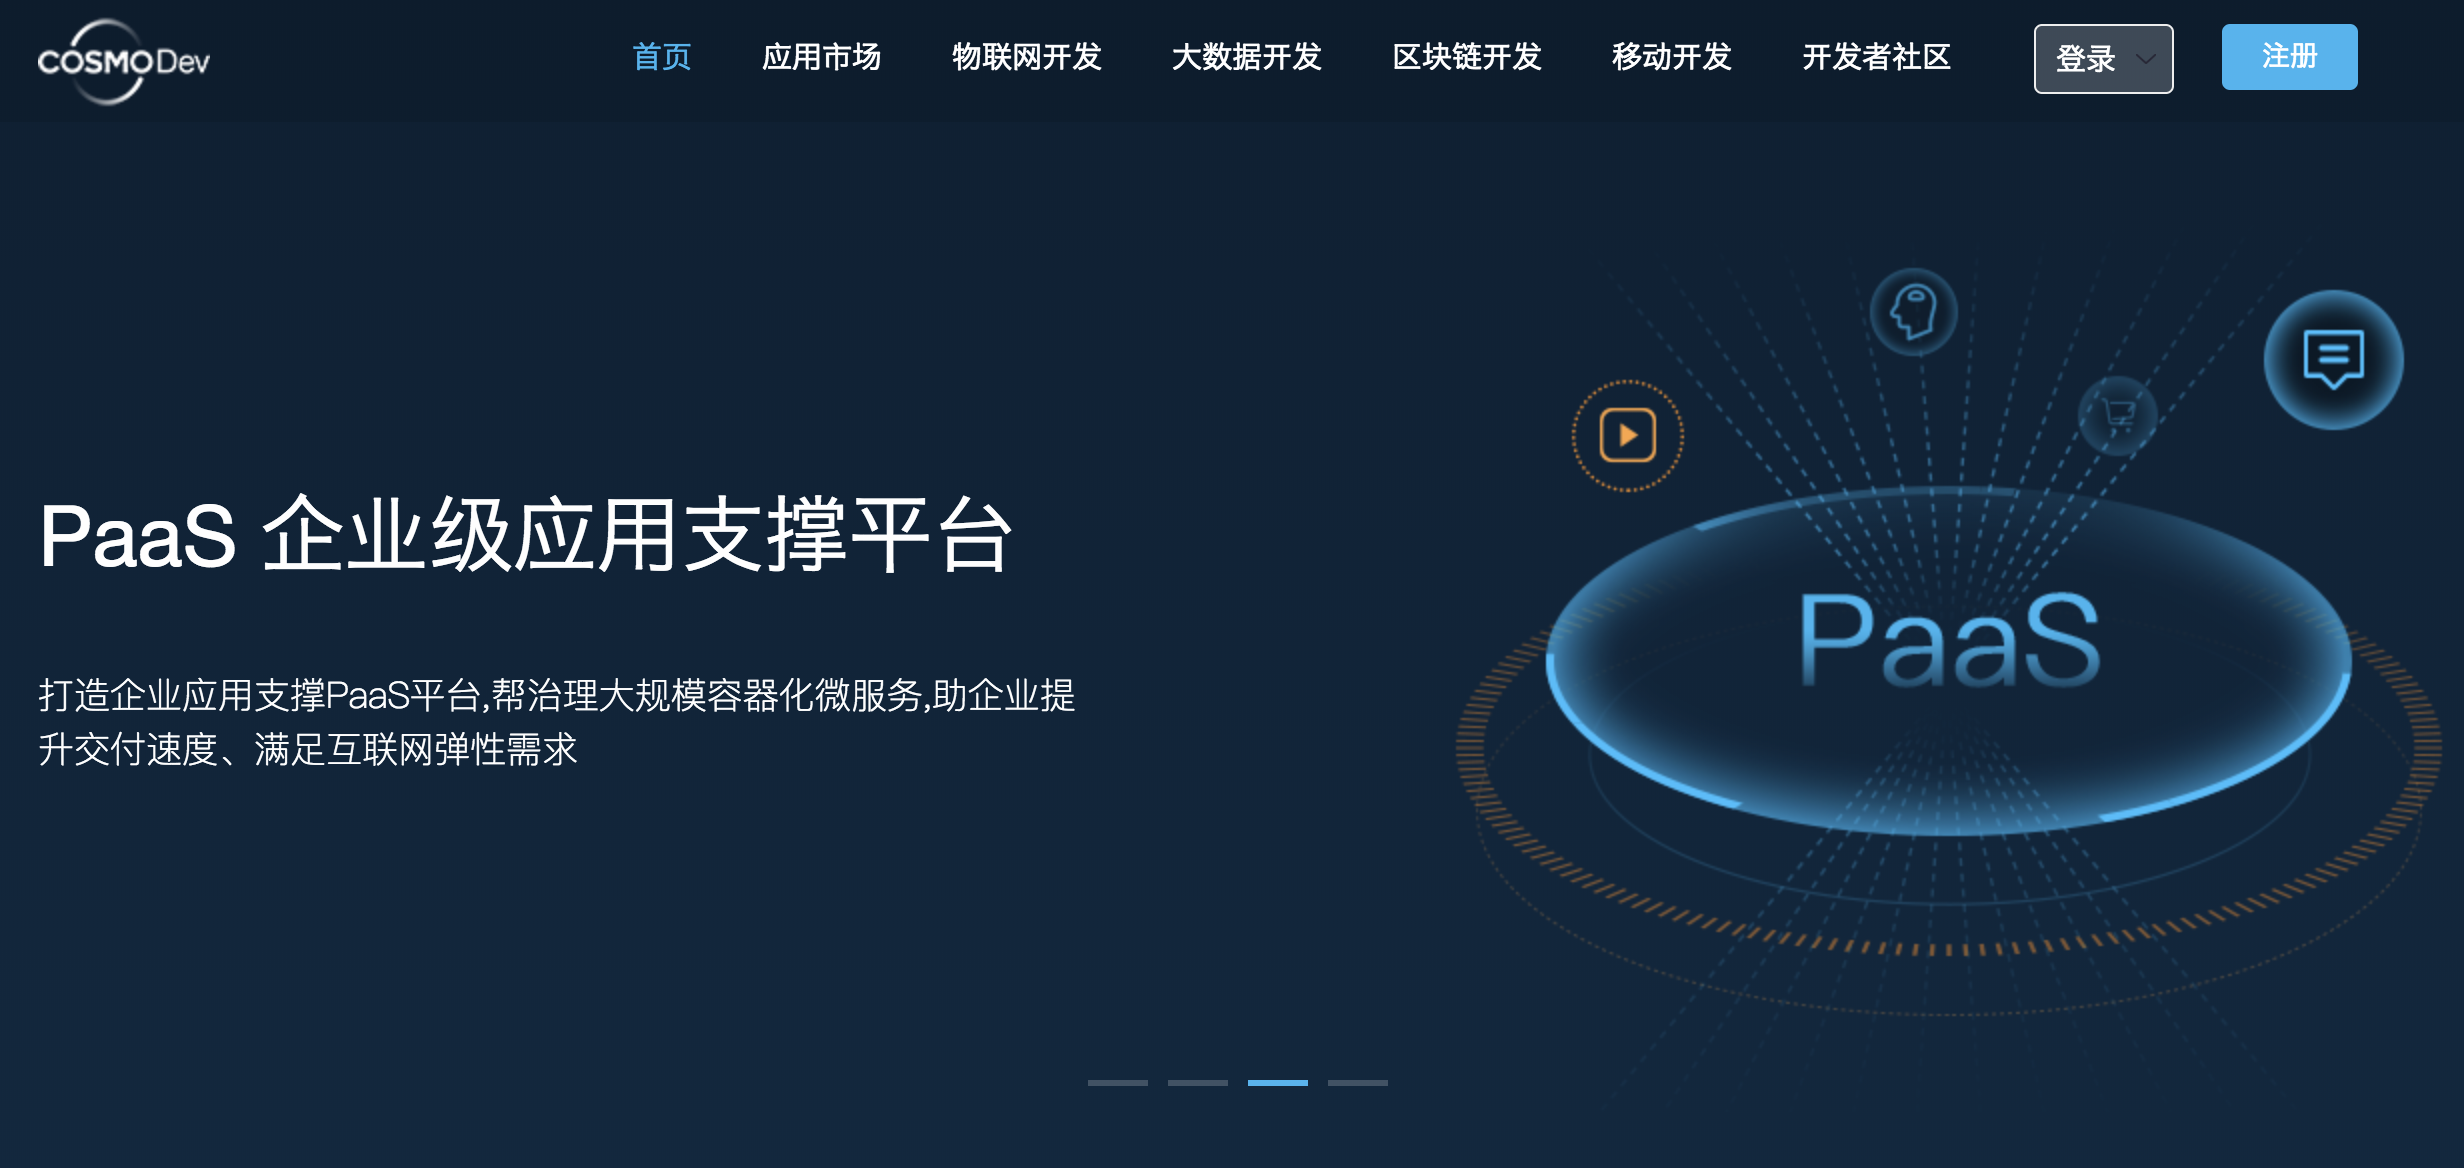 COSMODev
首页
应用市场
物联网开发
大数据开发
区块链开发
移动开发
开发者社区
登录
注册
PaaS 企业级应用支撑平台
打造企业应用支撑PaaS平台,帮治理大规模容器化微服务,助企业提
升交付速度、满足互联网弹性需求
PaaS